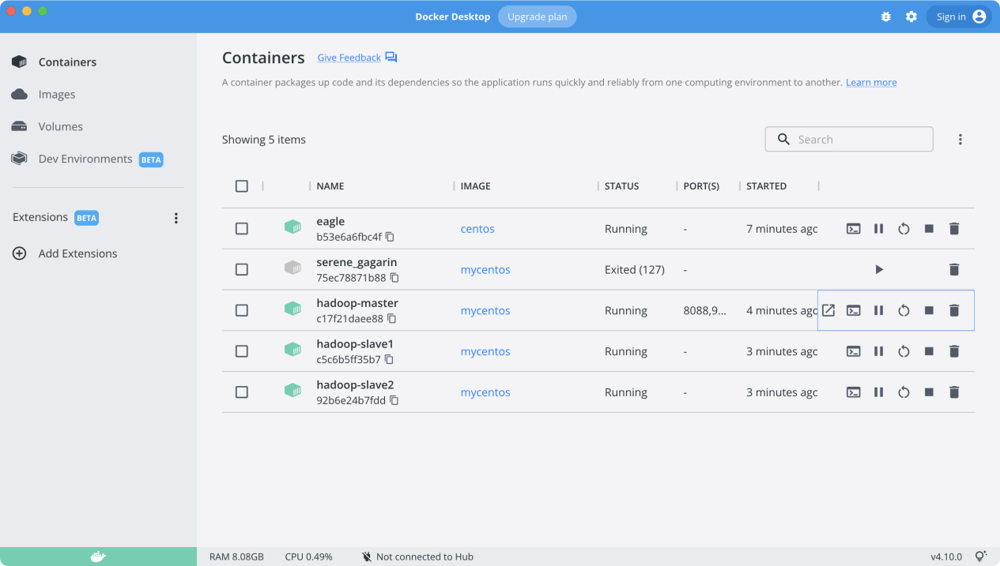 Docker Desktop
Upgrade plan
Sign in
Containers
Images
Volumes
Dev Environments BETA
Extensions BETA
Add Extensions
Containers Give Feedback
A container packages up code and its dependencies so the application runs quickly and reliably from one computing environment to another. Learn more
Showing 5 items
Search
NAME IMAGE STATUS PORT(S) STARTED
eagle
b53e6a6fbc4f
centos Running - 7 minutes agc
serene_gagarin
75ec78871b88
mycentos Exited (127) -
hadoop-master
c17f21daee88
mycentos Running 8088,9... 4 minutes agc
hadoop-slave1
c5c6b5ff35b7
mycentos Running - 3 minutes agc
hadoop-slave2
92b6e24b7fdd
mycentos Running - 3 minutes agc
RAM 8.08GB CPU 0.49% Not connected to Hub v4.10.0